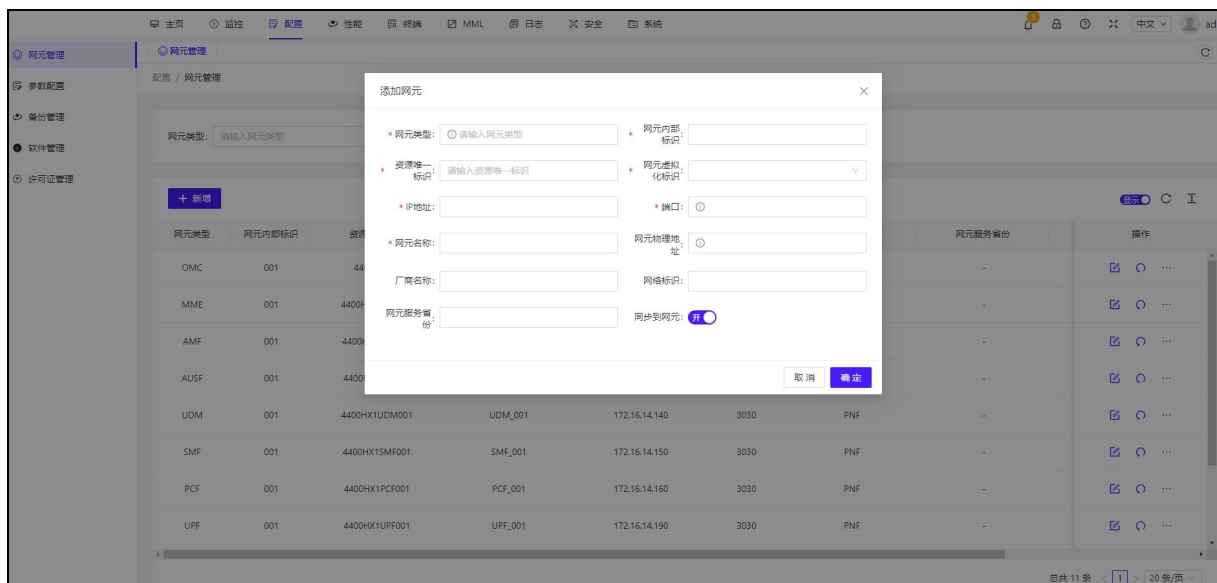 主页 监控 配置 性能 终端 MML 日志 安全 系统 5 中文 ad
网元管理
参数配置
备份管理
软件管理
许可证管理
网元管理
配置 / 网元管理
网元类型: 请输入网元类型
+ 新增
显示
添加网元
* 网元类型: 请输入网元类型
* 网元内部标识:
* 资源唯一标识: 请输入资源唯一标识
* 网元虚拟化标识:
* IP地址:
* 端口:
* 网元名称:
网元物理地址:
厂商名称:
网络标识:
网元服务省份:
同步到网元: 开
取消 确定
网元类型 网元内部标识 资源 网元服务省份 操作
OMC 001 44 -
MME 001 4400H -
AMF 001 4400H -
AUSF 001 4400 -
UDM 001 4400HX1UDM001 UDM_001 172.16.14.140 3030 PNF -
SMF 001 4400HX1SMF001 SMF_001 172.16.14.150 3030 PNF -
PCF 001 4400HX1PCF001 PCF_001 172.16.14.160 3030 PNF -
UPF 001 4400HX1UPF001 UPF_001 172.16.14.190 3030 PNF -
总共 11 条 < 1 > 20 条/页